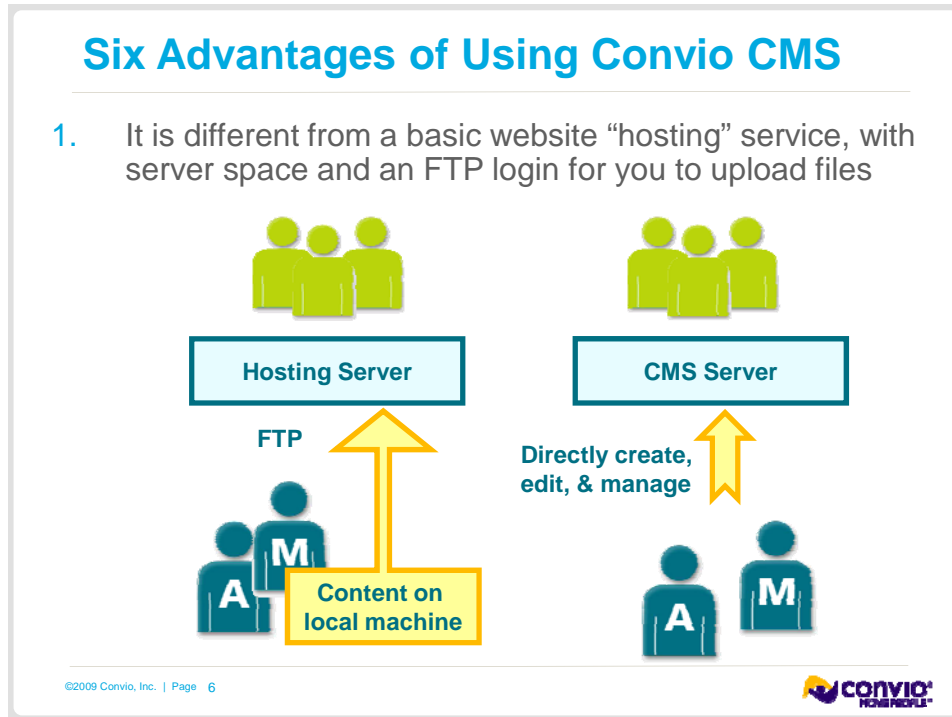 Six Advantages of Using Convio CMS
1. It is different from a basic website “hosting” service, with
server space and an FTP login for you to upload files
Hosting Server
CMS Server
FTP
Directly create,
edit, & manage
M
A
Content on
local machine
A
M
©2009 Convio, Inc. | Page 6
CONVIO®
MOVE PEOPLE™